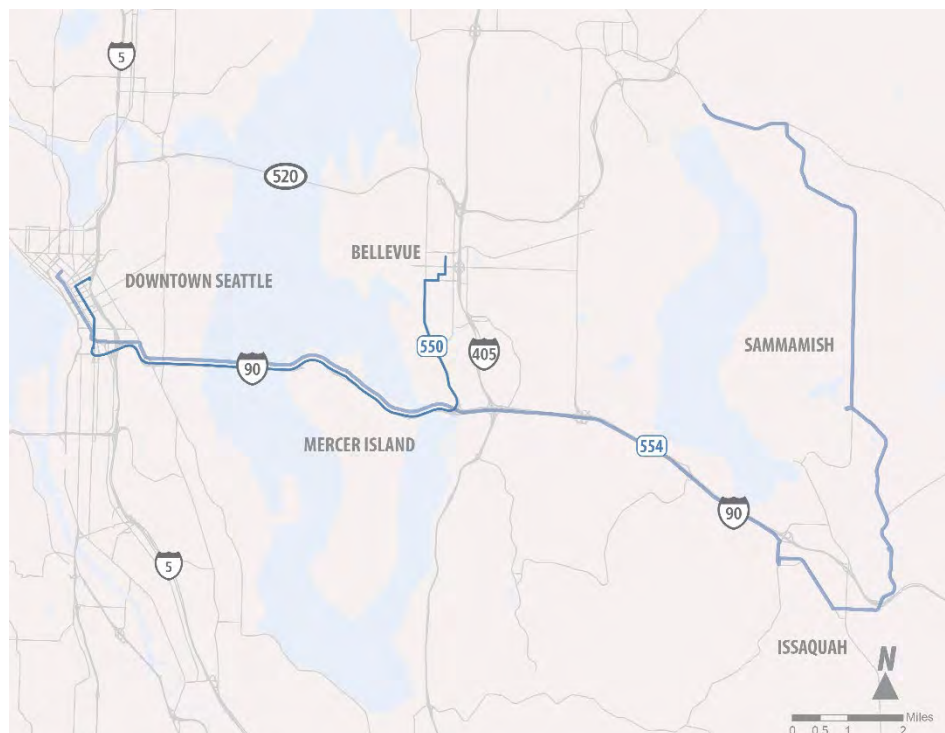 5
520
BELLEVUE
DOWNTOWN SEATTLE
550
405
SAMMAMISH
90
MERCER ISLAND
554
90
5
ISSAQUAH
N
Miles
0 0.5 1 2